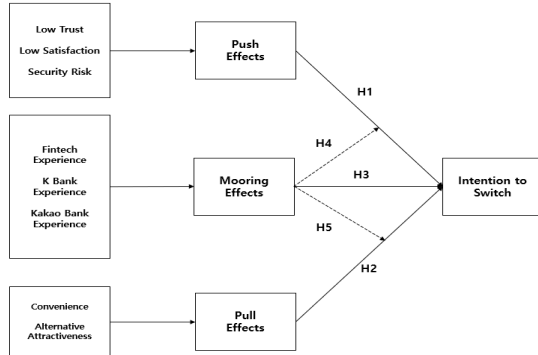 Low Trust
Low Satisfaction
Security Risk
Push
Effects
H1
Fintech
Experience
K Bank
Experience
Kakao Bank
Experience
Mooring
Effects
H4
H3
H5
Intention to
Switch
H2
Convenience
Alternative
Attractiveness
Pull
Effects